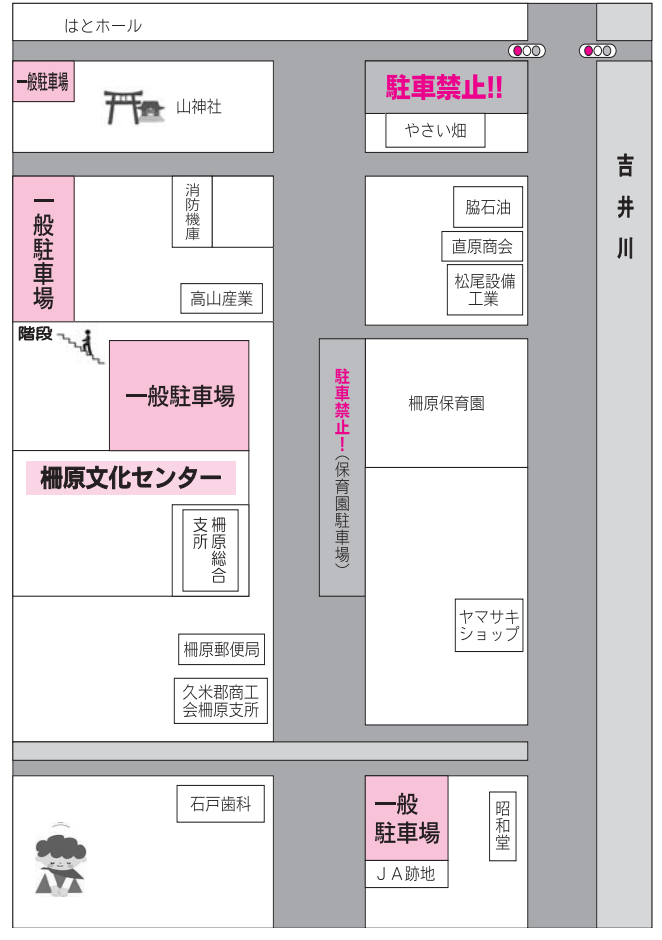 はとホール
一般駐車場
山神社
駐車禁止!!
やさい畑
吉井川
一般駐車場
消防機庫
高山産業
脇石油
直原商会
松尾設備
工業
階段
一般駐車場
駐車禁止！（保育園駐車場）
柵原保育園
柵原文化センター
柵原総合
支所
ヤマサキ
ショップ
柵原郵便局
久米郡商工
会柵原支所
石戸歯科
一般
駐車場
昭和堂
ＪＡ跡地